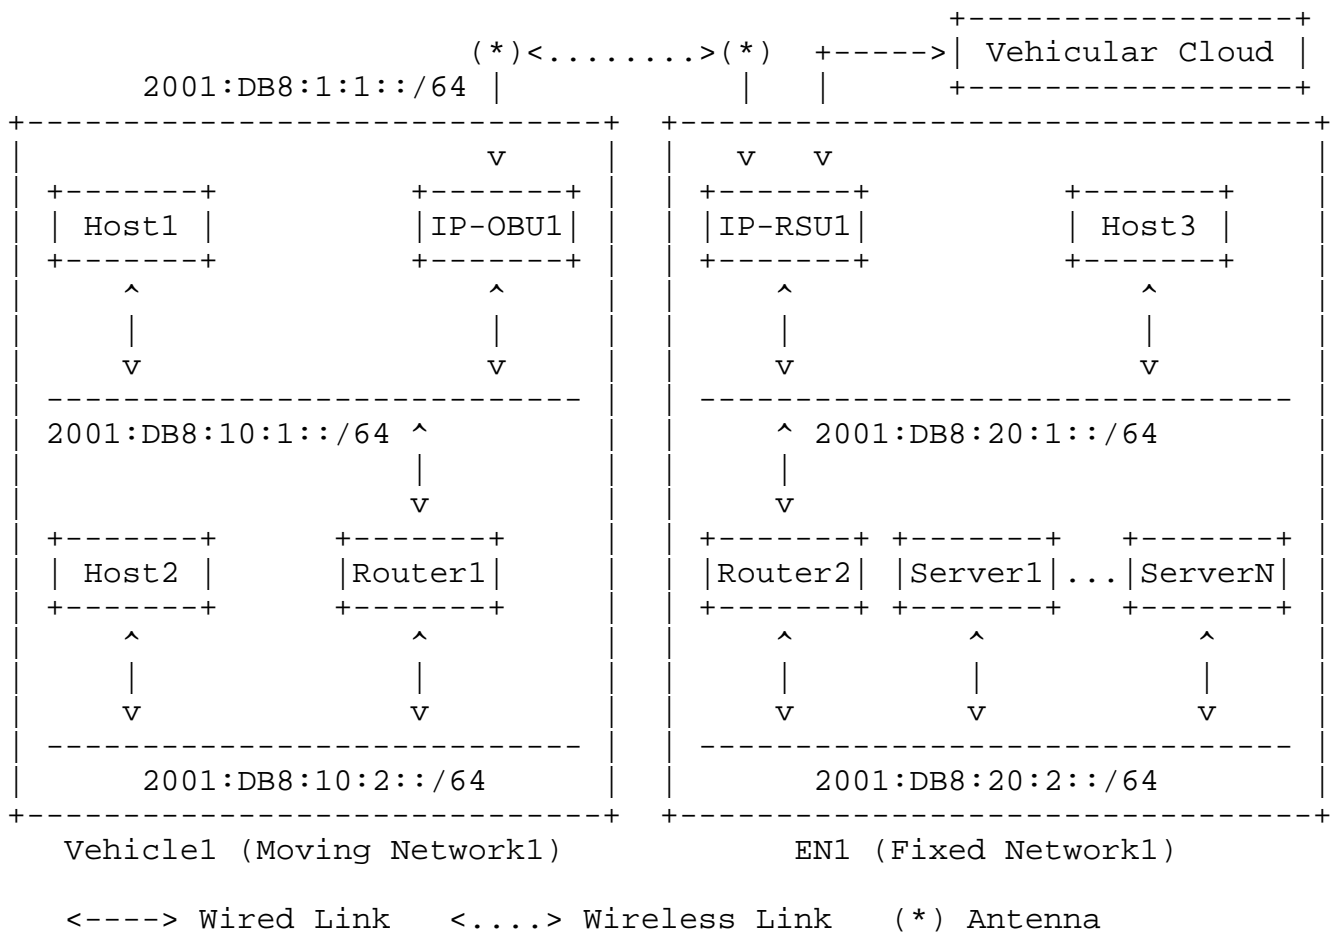 Vehicular Cloud
(*)<........>(*)
2001:DB8:1:1::/64
Host1 IP-OBU1 IP-RSU1 Host3
2001:DB8:10:1::/64 2001:DB8:20:1::/64
Host2 Router1 Router2 Server1 ... ServerN
2001:DB8:10:2::/64 2001:DB8:20:2::/64
Vehicle1 (Moving Network1) EN1 (Fixed Network1)
<----> Wired Link <....> Wireless Link (*) Antenna